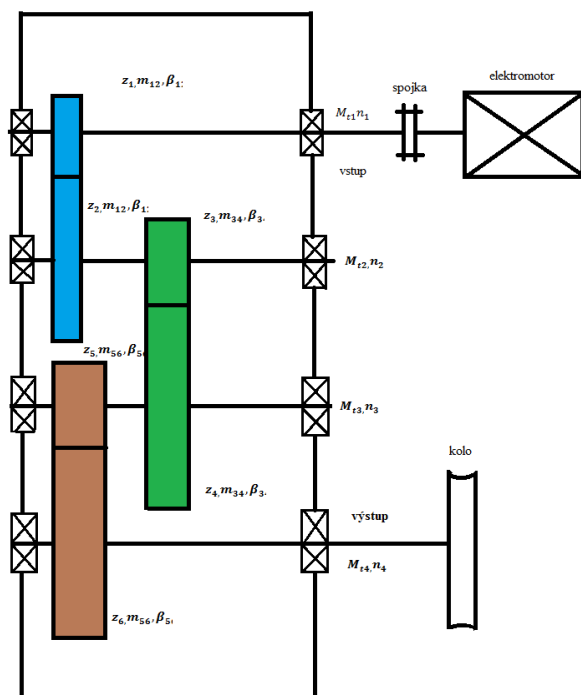 z₁,m₁₂,β₁
elektromotor
spojka
Mₜ₁n₁
vstup
z₂,m₁₂,β₁
z₃,m₃₄,β₃.
Mₜ₂,n₂
z₅,m₅₆,β₅
Mₜ₃,n₃
kolo
z₄,m₃₄,β₃.
výstup
Mₜ₄,n₄
z₆,m₅₆,β₅